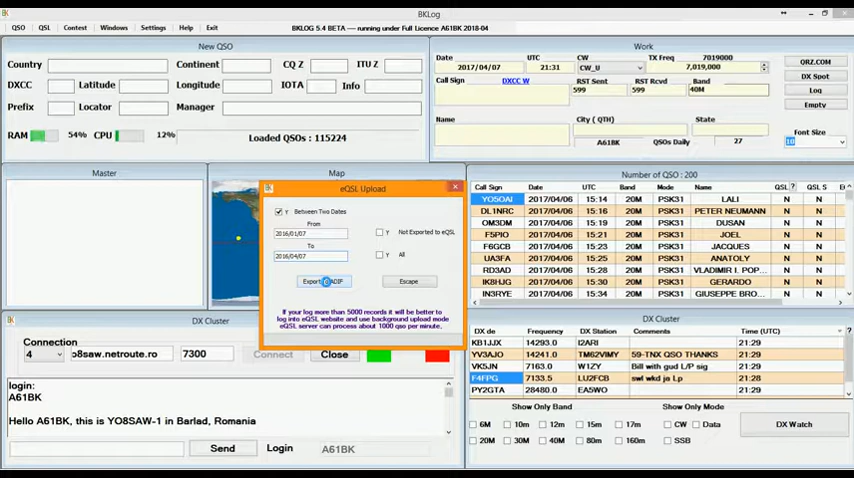 BKLog
QSO QSL Contest Windows Settings Help Exit
BKLOG 5.4 BETA --- running under Full Licence A61BK 2018-04
New QSO
Country Continent CQ Z ITU Z
DXCC Latitude Longitude IOTA Info
Prefix Locator Manager
RAM 54% CPU 12% Loaded QSOs : 115224
Work
Date UTC CW TX Freq 7019000
2017/04/07 21:31 CW_U 7,019,000
Call Sign DXCC W RST Sent RST Rcvd Band
599 599 40M
Name City ( QTH) State
A61BK QSOs Daily 27
QRZ.COM
DX Spot
Log
Empty
Font Size
10
Master
Map
BK eQSL Upload
Y Between Two Dates
From
2016/01/07
To
2016/04/07
Y Not Exported to eQSL
Y All
Export ADIF Escape
If your log more than 5000 records it will be better to
log into eQSL website and use background upload mode
eQSL server can process about 1000 qso per minute,
Number of QSO : 200
Call Sign Date UTC Band Mode Name QSL ? QSL S
YO5OAI 2017/04/06 15:14 20M PSK31 LALI N N
DL1NRC 2017/04/06 15:14 20M PSK31 PETER NEUMANN N N
OM3DM 2017/04/06 15:14 20M PSK31 DUSAN N N
F5PIO 2017/04/06 15:14 20M PSK31 JOEL N N
F6GCB 2017/04/06 15:14 20M PSK31 JACQUES N N
UA3FA 2017/04/06 15:14 20M PSK31 ANATOLY N N
RD3AD 2017/04/06 15:14 20M PSK31 VLADIMIR I. POP... N N
IK8HJG 2017/04/06 15:14 20M PSK31 GERARDO N N
IN3RYE 2017/04/06 15:14 20M PSK31 GIUSEPPE BRO... N N
DX Cluster
Connection
4 o8saw.netroute.ro 7300 Connect Close
login:
A61BK
Hello A61BK, this is YO8SAW-1 in Barlad, Romania
Send Login A61BK
DX Cluster
DX de Frequency DX Station Comments Time (UTC)
KB1JJX 14293.0 I2ARI 21:29
YV3AJO 14241.0 TM62VIMY 59-TNX QSO THANKS 21:29
VK5JN 7163.0 W1ZY Bill with gud L/P sig 21:29
F4FPG 7133.5 LU2FCB swl wkd ja Lp 21:28
PY2GTA 28480.0 EA5WO 21:29
Show Only Band Show Only Mode
6M 10m 12m 15m 17m CW Data
20M 30M 40M 80m 160m SSB
DX Watch